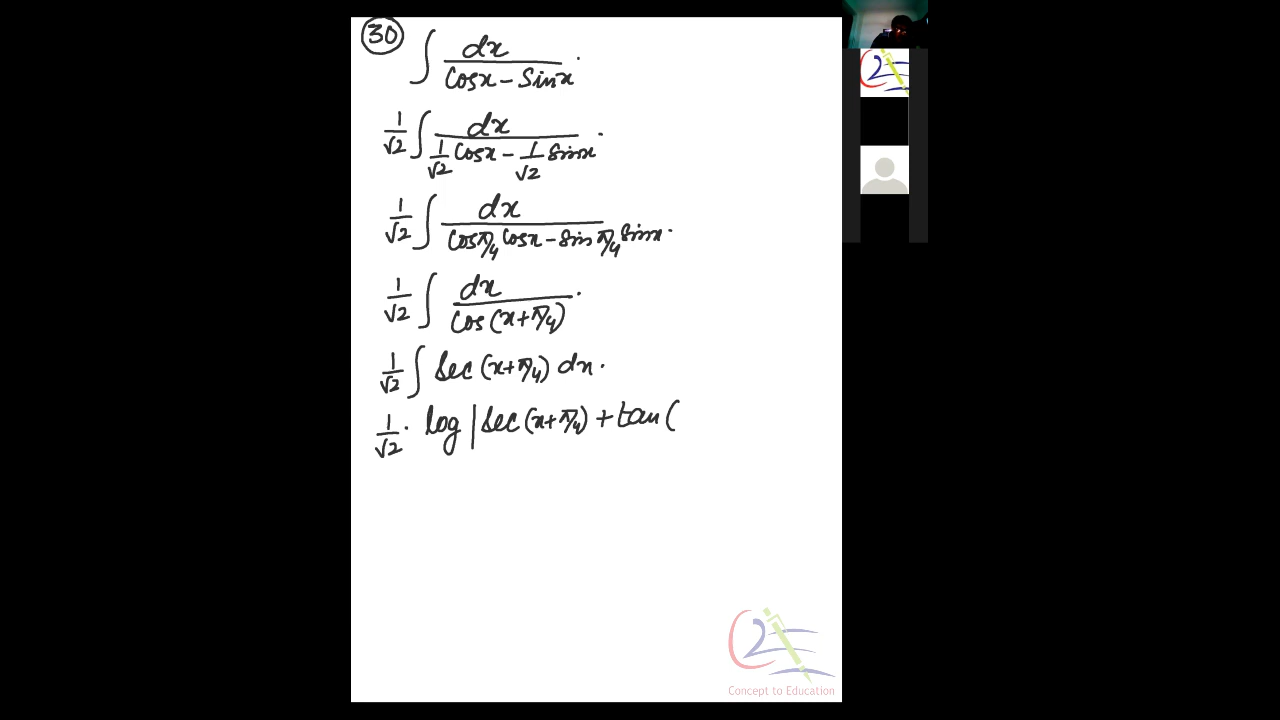 30
∫ dx / Cosx - Sinx .
1/√2 ∫ dx / 1/√2 Cosx - 1/√2 Sinx .
1/√2 ∫ dx / Cosπ/4 Cosx - Sin π/4 Sinx .
1/√2 ∫ dx / Cos (x+π/4) .
1/√2 ∫ Sec (x+π/4) dx .
1/√2 . log | Sec (x+π/4) + tan (
C2E
C2E
Concept to Education